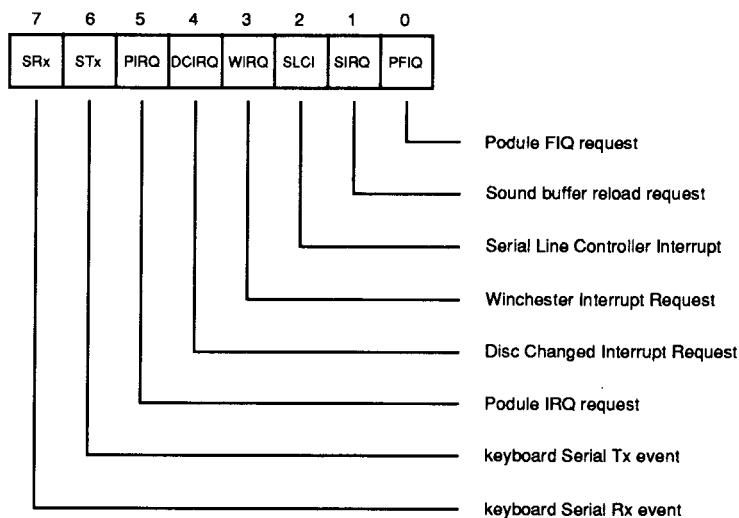 7 6 5 4 3 2 1 0
SRx STx PIRQ DCIRQ WIRQ SLCI SIRQ PFIQ
Podule FIQ request
Sound buffer reload request
Serial Line Controller Interrupt
Winchester Interrupt Request
Disc Changed Interrupt Request
Podule IRQ request
keyboard Serial Tx event
keyboard Serial Rx event